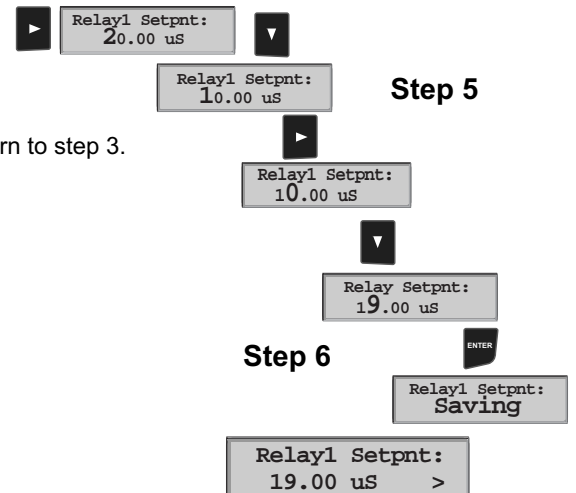 Relay1 Setpnt:
20.00 uS
Relay1 Setpnt:
10.00 uS
Step 5
rn to step 3.
Relay1 Setpnt:
10.00 uS
Relay Setpnt:
19.00 uS
Step 6
ENTER
Relay1 Setpnt:
Saving
Relay1 Setpnt:
19.00 uS >